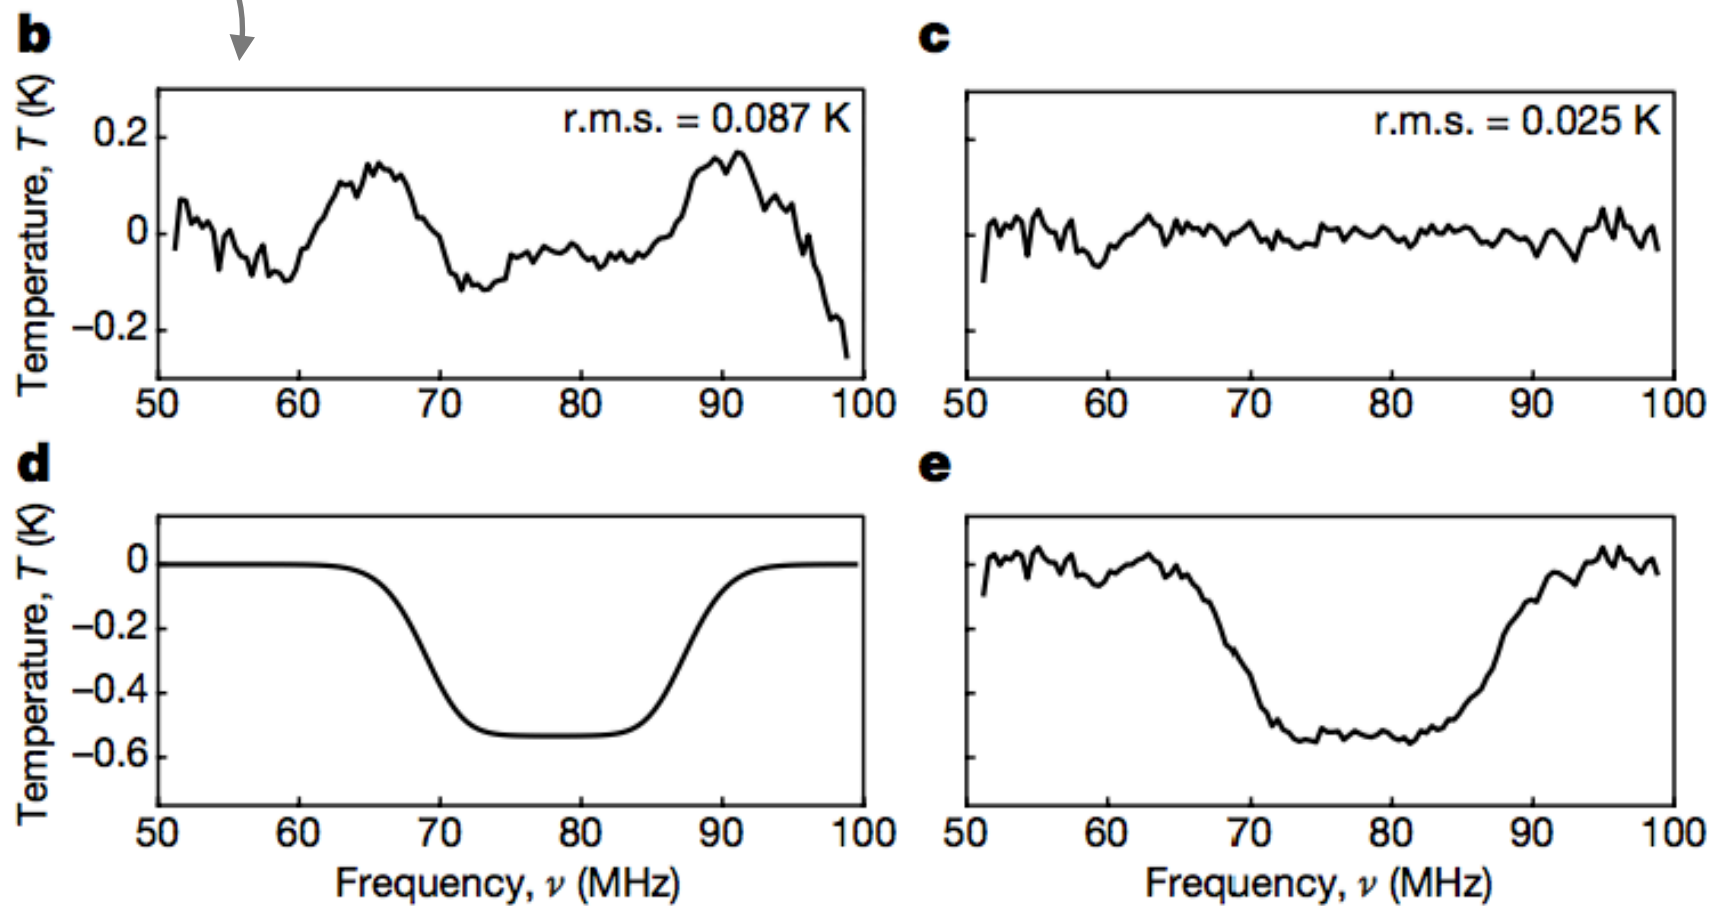 b
Temperature, T (K)
r.m.s. = 0.087 K
0.2
0
−0.2
50 60 70 80 90 100
c
r.m.s. = 0.025 K
50 60 70 80 90 100
d
Temperature, T (K)
0
−0.2
−0.4
−0.6
50 60 70 80 90 100
Frequency, ν (MHz)
e
50 60 70 80 90 100
Frequency, ν (MHz)